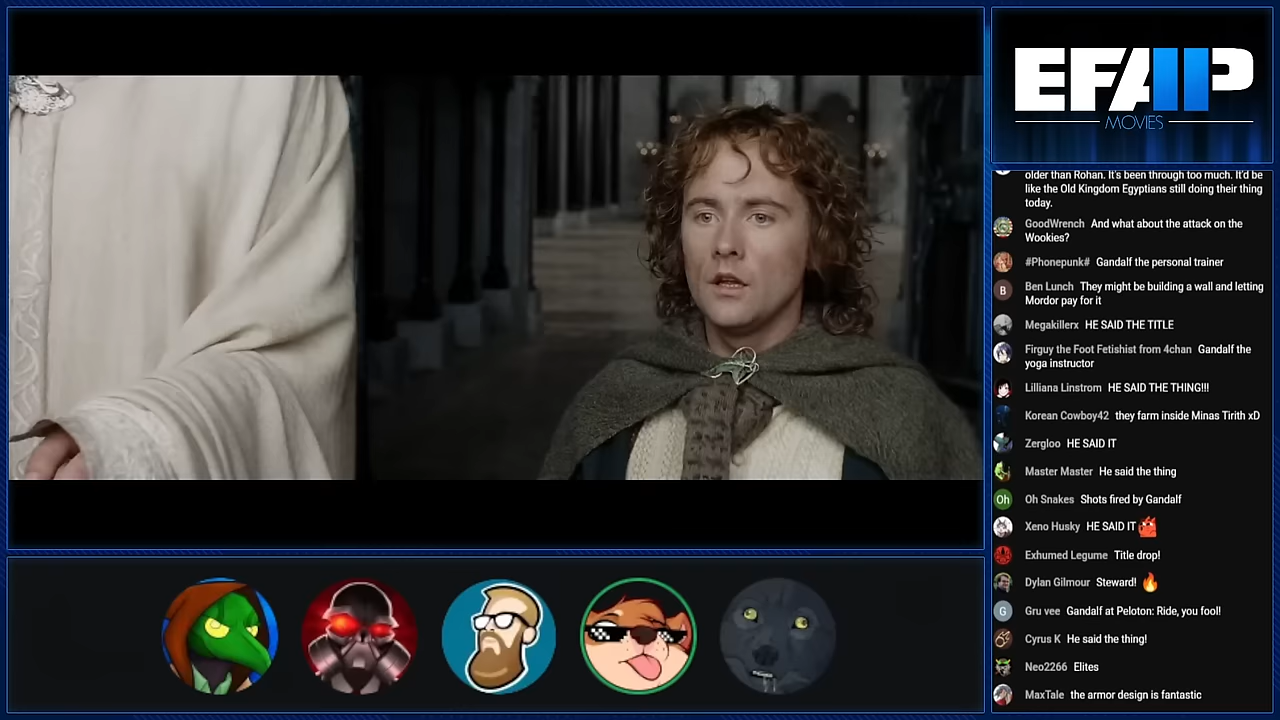 EFAP
MOVIES
older than Rohan. It's been through too much. It'd be
like the Old Kingdom Egyptians still doing their thing
today.
GoodWrench And what about the attack on the
Wookies?
#Phonepunk# Gandalf the personal trainer
B
Ben Lunch They might be building a wall and letting
Mordor pay for it
Megakillerx HE SAID THE TITLE
Firguy the Foot Fetishist from 4chan Gandalf the
yoga instructor
Lilliana Linstrom HE SAID THE THING!!!
Korean Cowboy42 they farm inside Minas Tirith xD
Zergloo HE SAID IT
Master Master He said the thing
Oh
Oh Snakes Shots fired by Gandalf
Xeno Husky HE SAID IT
Exhumed Legume Title drop!
Dylan Gilmour Steward! 🔥
G
Gru vee Gandalf at Peloton: Ride, you fool!
Cyrus K He said the thing!
Neo2266 Elites
MaxTale the armor design is fantastic